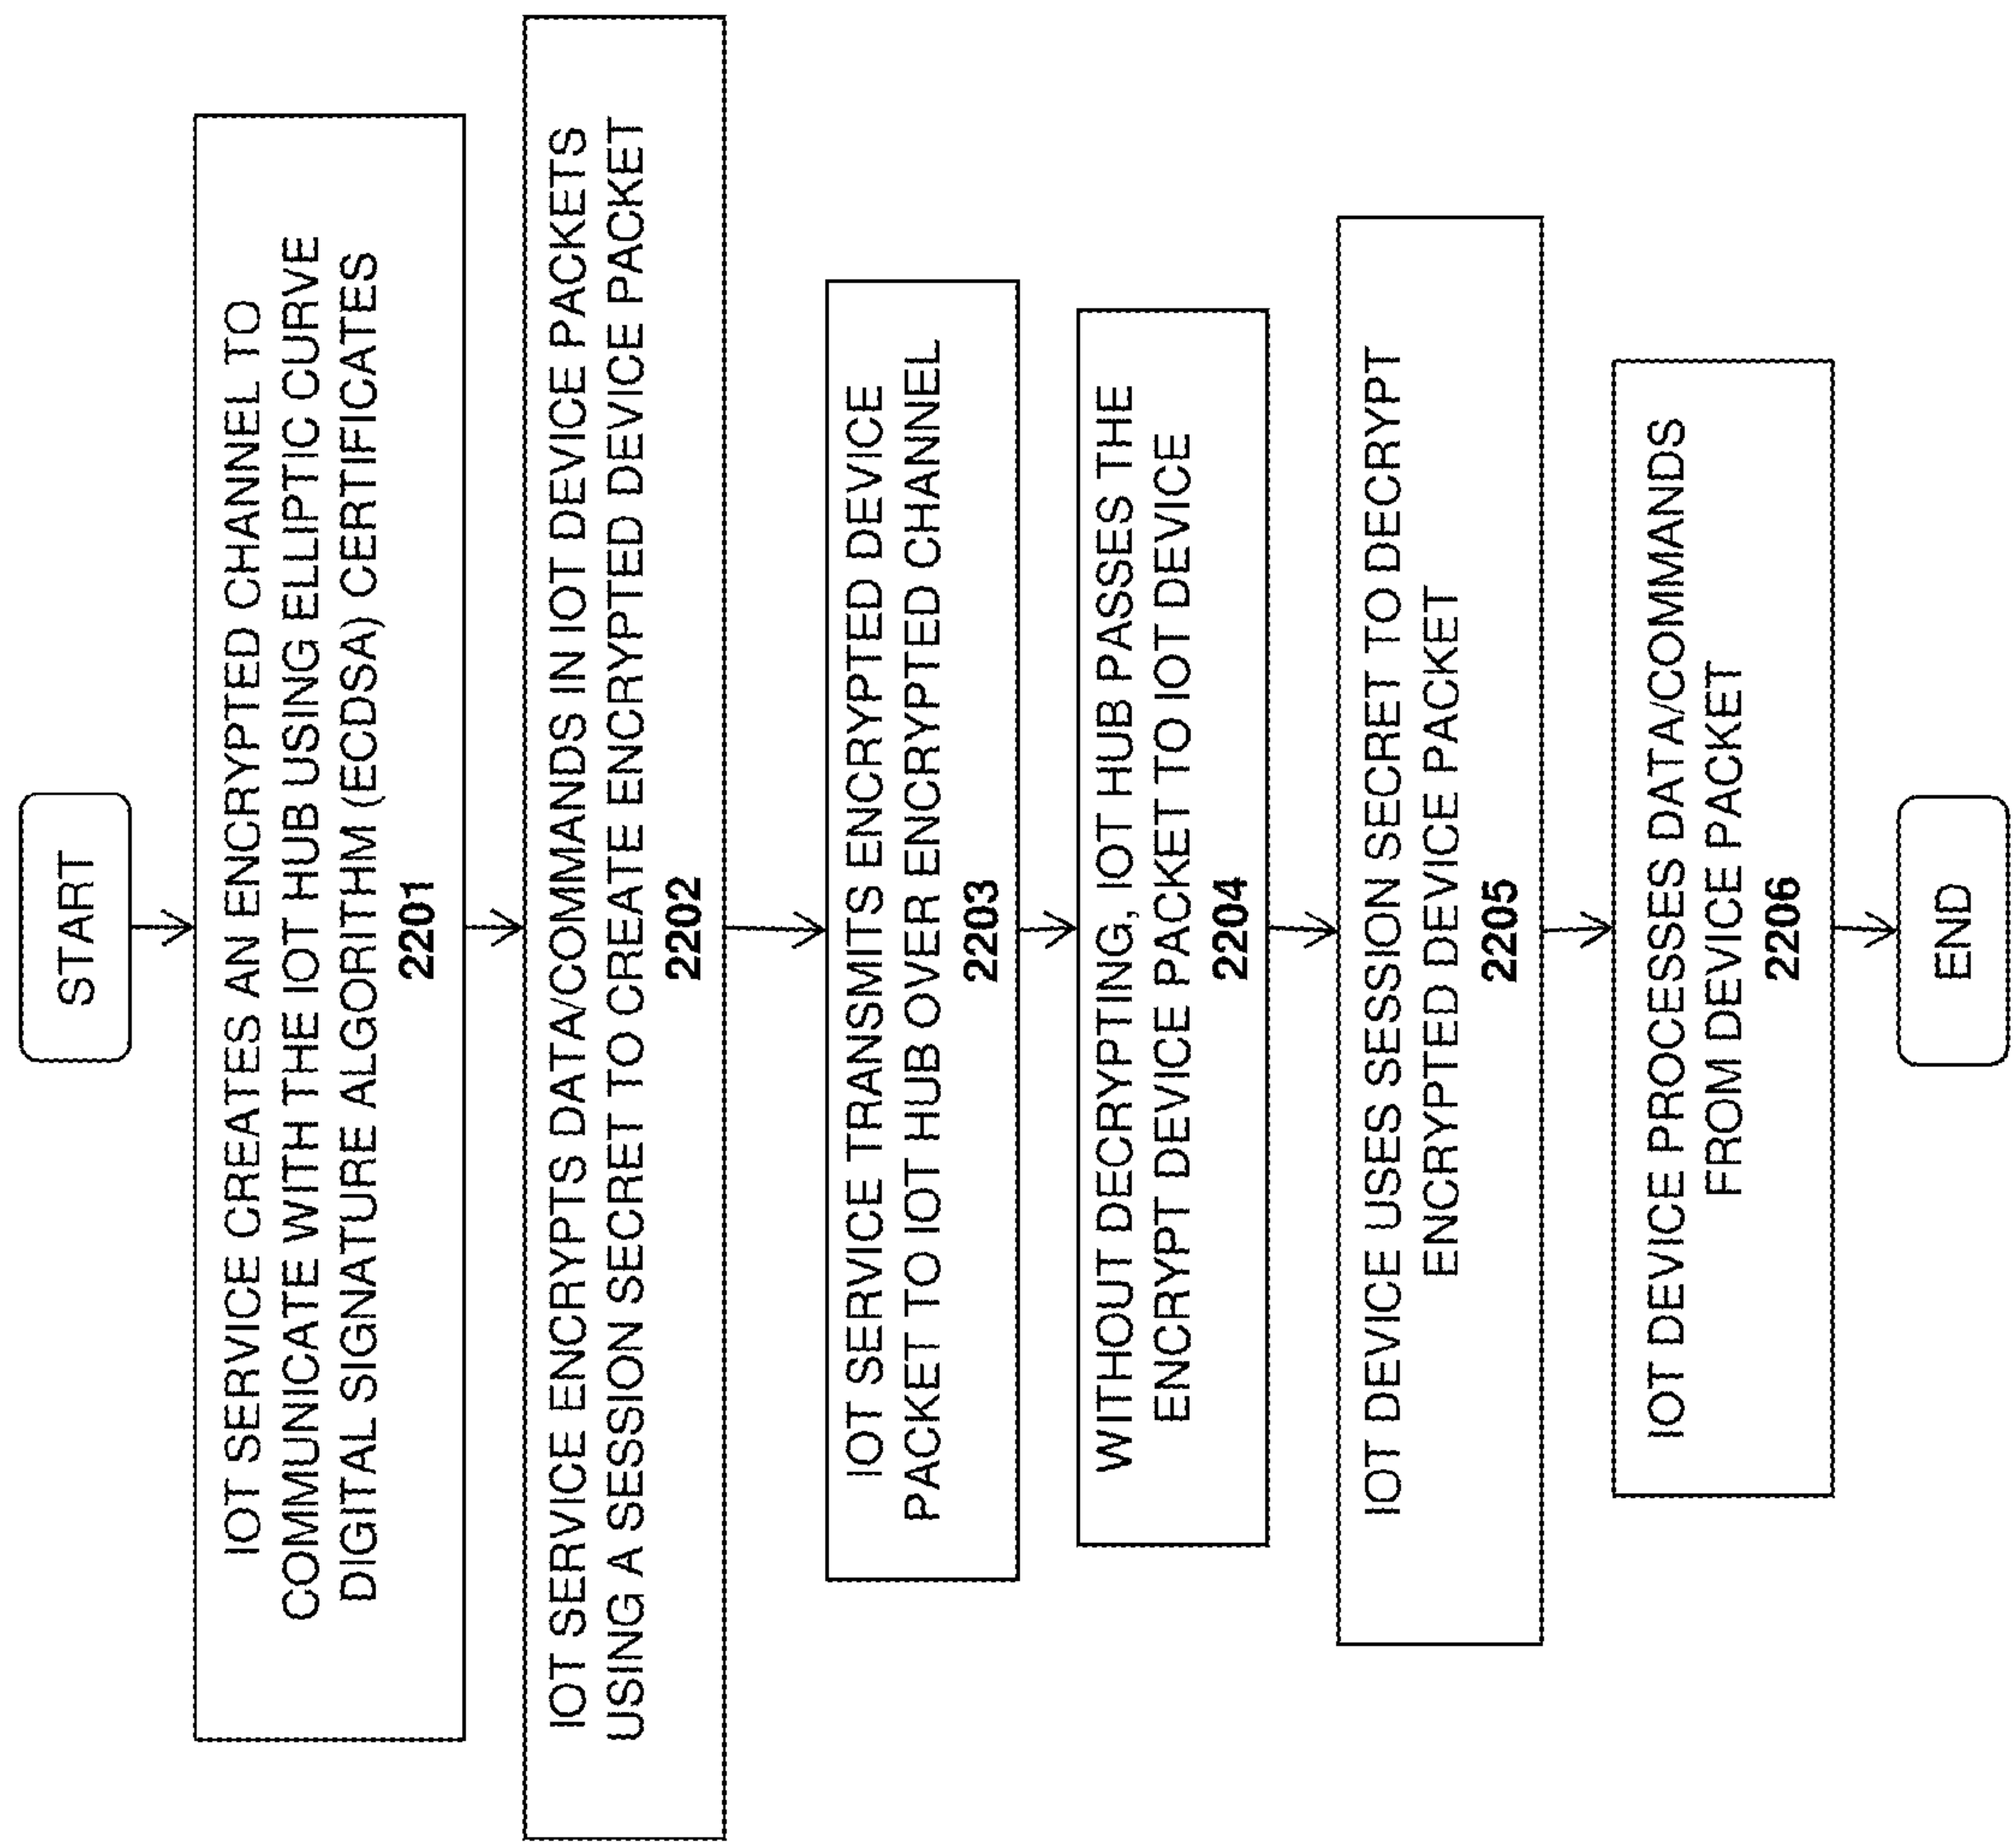 START
IOT SERVICE CREATES AN ENCRYPTED CHANNEL TO
COMMUNICATE WITH THE IOT HUB USING ELLIPTIC CURVE
DIGITAL SIGNATURE ALGORITHM (ECDSA) CERTIFICATES
2201
IOT SERVICE ENCRYPTS DATA/COMMANDS IN IOT DEVICE PACKETS
USING A SESSION SECRET TO CREATE ENCRYPTED DEVICE PACKET
2202
IOT SERVICE TRANSMITS ENCRYPTED DEVICE
PACKET TO IOT HUB OVER ENCRYPTED CHANNEL
2203
WITHOUT DECRYPTING, IOT HUB PASSES THE
ENCRYPT DEVICE PACKET TO IOT DEVICE
2204
IOT DEVICE USES SESSION SECRET TO DECRYPT
ENCRYPTED DEVICE PACKET
2205
IOT DEVICE PROCESSES DATA/COMMANDS
FROM DEVICE PACKET
2206
END